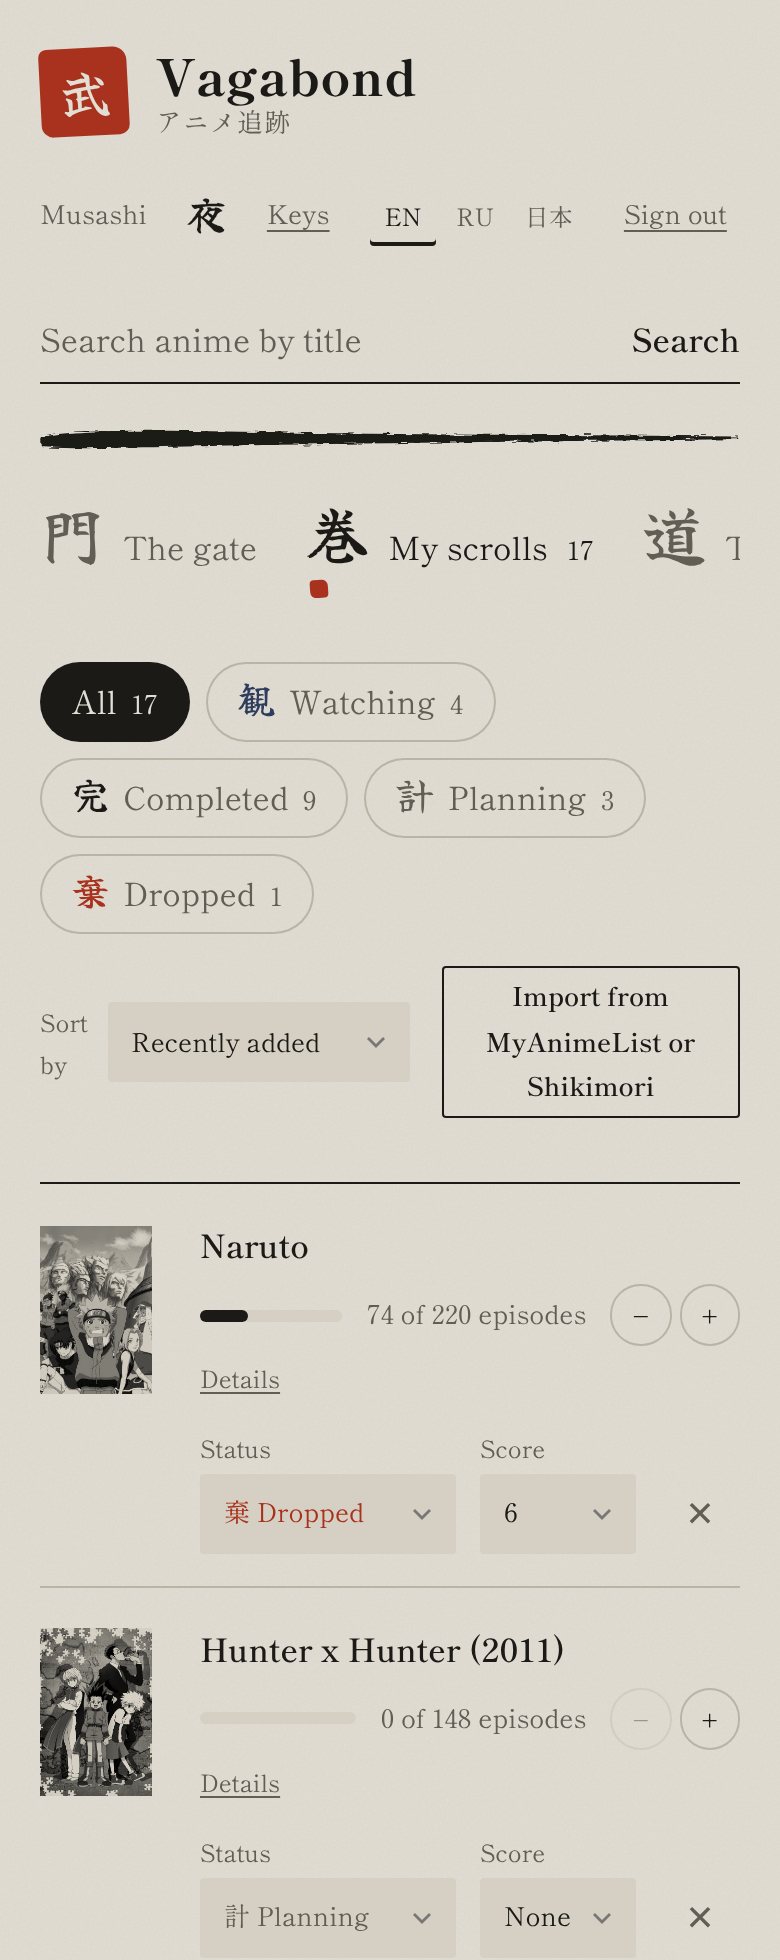 武
Vagabond
アニメ追跡
Musashi 夜 Keys EN RU 日本 Sign out
Search anime by title Search
門 The gate 巻 My scrolls 17 道 T
All 17 観 Watching 4
完 Completed 9 計 Planning 3
棄 Dropped 1
Sort by Recently added
Import from
MyAnimeList or
Shikimori
Naruto
74 of 220 episodes − +
Details
Status Score
棄 Dropped 6 ✕
Hunter x Hunter (2011)
0 of 148 episodes − +
Details
Status Score
計 Planning None ✕